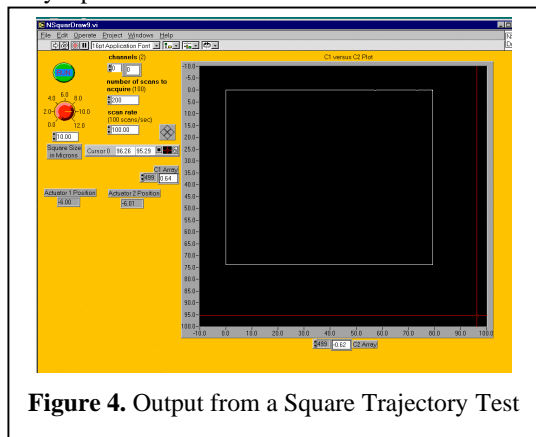 NSquarDraw9.vi
File Edit Operate Project Windows Help
16pt Application Font
channels (2)
0 0
number of scans to
acquire (100)
200
scan rate
(100 scans/sec)
100.00
4.0 6.0 8.0
2.0 10.0
0.0 12.0
10.00
Square Size
in Microns
Cursor 0 96.26 95.29
C1 Array
499 0.64
Actuator 1 Position
-6.00
Actuator 2 Position
-6.01
C1 versus C2 Plot
-10.0
-5.0
0.0
5.0
10.0
15.0
20.0
25.0
30.0
35.0
40.0
45.0
50.0
55.0
60.0
65.0
70.0
75.0
80.0
85.0
90.0
95.0
100.0
-10.0 0.0 10.0 20.0 30.0 40.0 50.0 60.0 70.0 80.0 90.0 100.0
499 -0.62 C2 Array
Figure 4. Output from a Square Trajectory Test